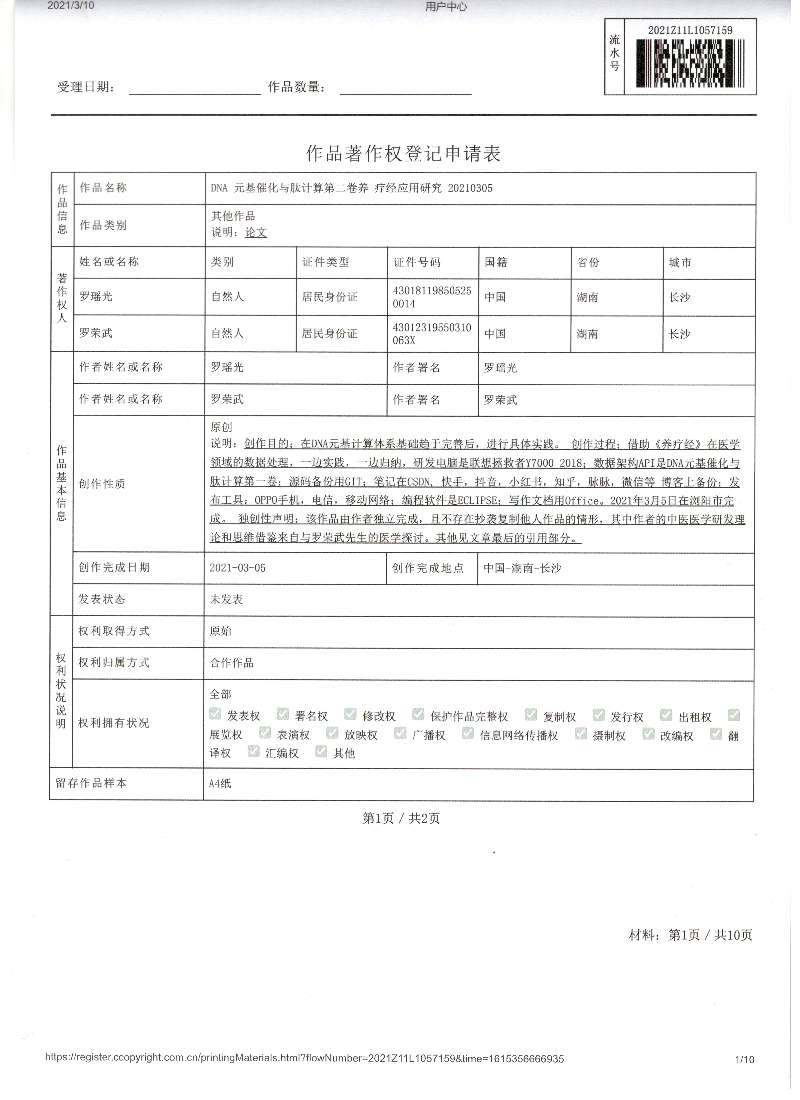 2021/3/10 用户中心
流水号 2021Z11L1057159
受理日期： 作品数量：
作品著作权登记申请表
作品信息
作品名称 DNA 元基催化与肽计算第二卷养 疗经应用研究 20210305
作品类别 其他作品
说明：论文
著作权人
姓名或名称 类别 证件类型 证件号码 国籍 省份 城市
罗瑶光 自然人 居民身份证 43018119850525 中国 湖南 长沙
0014
罗荣武 自然人 居民身份证 43012319550310 中国 湖南 长沙
063X
作品基本信息
作者姓名或名称 罗瑶光 作者署名 罗瑶光
作者姓名或名称 罗荣武 作者署名 罗荣武
创作性质
原创
说明：创作目的：在DNA元基计算体系基础趋于完善后，进行具体实践。 创作过程：借助《养疗经》在医学
领域的数据处理，一边实践，一边归纳，研发电脑是联想拯救者Y7000 2018；数据架构API是DNA元基催化与
肽计算第一卷；源码备份用GIT；笔记在CSDN，快手，抖音，小红书，知乎，脉脉，微信等 博客上备份；发
布工具：OPPO手机，电信，移动网络；编程软件是ECLIPSE；写作文档用Office。2021年3月5日在浏阳市完
成。 独创性声明：该作品由作者独立完成，且不存在抄袭复制他人作品的情形，其中作者的中医医学研发理
论和思维借鉴来自与罗荣武先生的医学探讨。其他见文章最后的引用部分。
创作完成日期 2021-03-05 创作完成地点 中国-湖南-长沙
发表状态 未发表
权利状况说明
权利取得方式 原始
权利归属方式 合作作品
权利拥有状况
全部
发表权 署名权 修改权 保护作品完整权 复制权 发行权 出租权
展览权 表演权 放映权 广播权 信息网络传播权 摄制权 改编权 翻
译权 汇编权 其他
留存作品样本 A4纸
第1页 / 共2页
材料：第1页 / 共10页
https://register.ccopyright.com.cn/printingMaterials.html?flowNumber=2021Z11L1057159&time=1615356666935 1/10